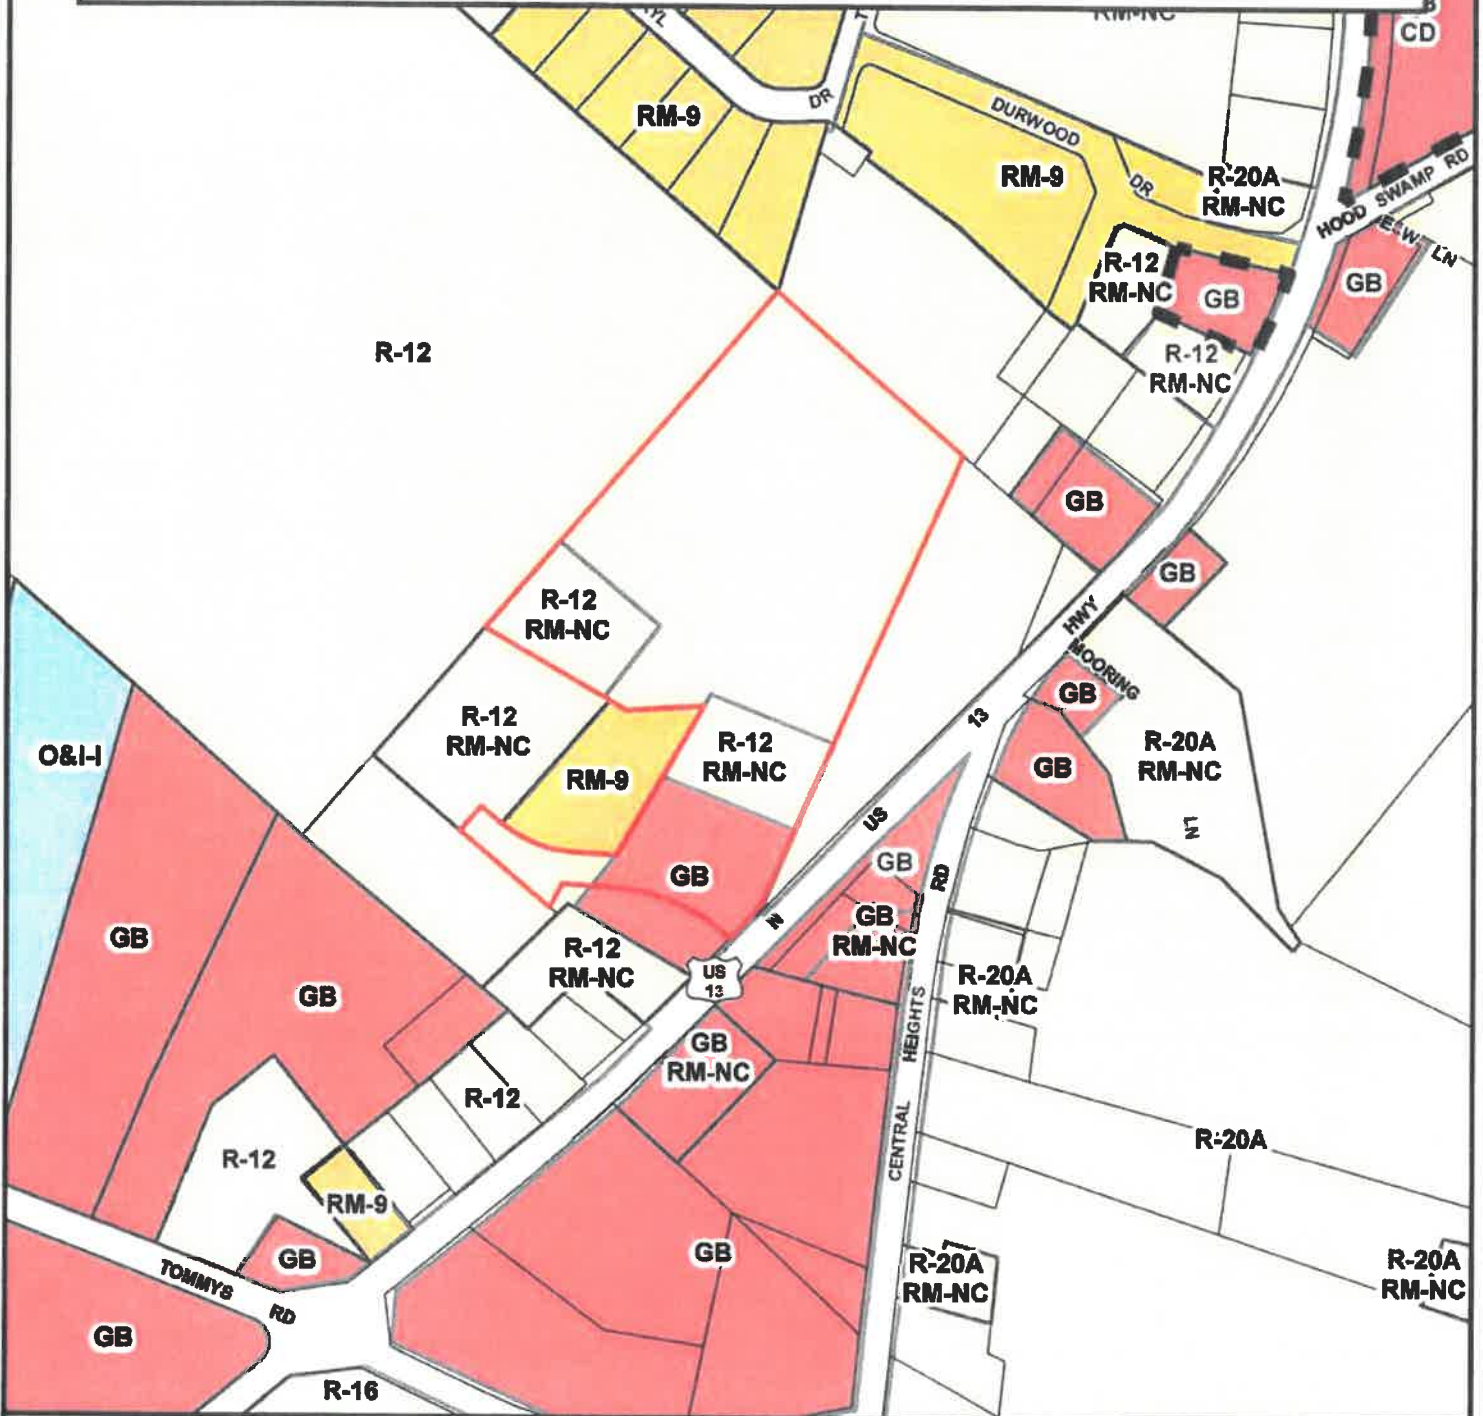 RM-NC
B
CD
DR
RM-9
DURWOOD
DR
RM-9
R-20A
RM-NC
HOOD SWAMP RD
E C W LN
R-12
RM-NC
GB
GB
R-12
R-12
RM-NC
GB
GB
R-12
RM-NC
HWY
MOORING
GB
R-12
RM-NC
13
R-12
RM-NC
R-20A
RM-NC
O&I-I
RM-9
GB
US
LN
GB
GB
RD
GB
RM-NC
N
GB
R-12
RM-NC
US
13
R-20A
RM-NC
GB
HEIGHTS
GB
RM-NC
R-12
CENTRAL
R-20A
R-12
RM-9
GB
GB
R-20A
RM-NC
R-20A
RM-NC
TOMMYS RD
GB
R-16